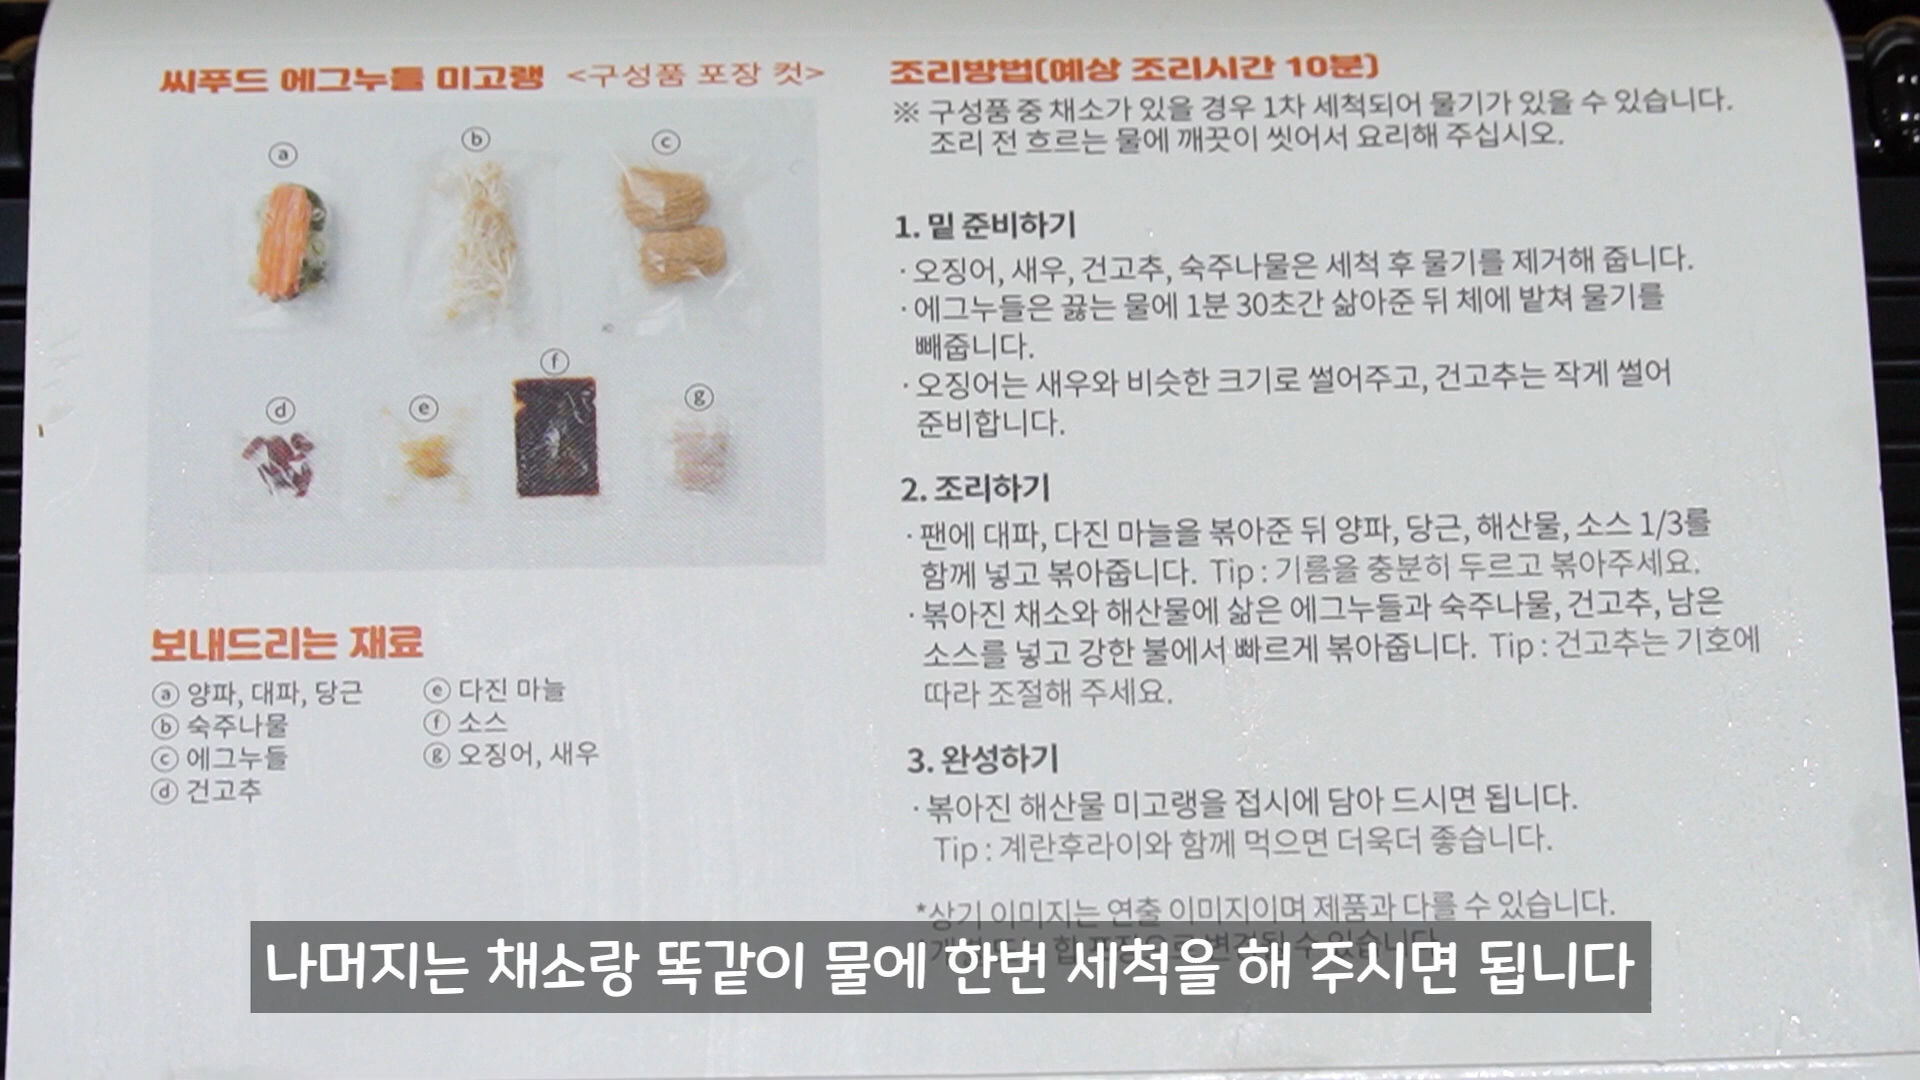 씨푸드 에그누들 미고랭 <구성품 포장 컷>
ⓐ
ⓑ
ⓒ
ⓓ
ⓔ
ⓕ
ⓖ
보내드리는 재료
ⓐ 양파, 대파, 당근
ⓑ 숙주나물
ⓒ 에그누들
ⓓ 건고추
ⓔ 다진 마늘
ⓕ 소스
ⓖ 오징어, 새우
조리방법(예상 조리시간 10분)
※ 구성품 중 채소가 있을 경우 1차 세척되어 물기가 있을 수 있습니다.
조리 전 흐르는 물에 깨끗이 씻어서 요리해 주십시오.
1. 밑 준비하기
· 오징어, 새우, 건고추, 숙주나물은 세척 후 물기를 제거해 줍니다.
· 에그누들은 끓는 물에 1분 30초간 삶아준 뒤 체에 밭쳐 물기를
빼줍니다.
· 오징어는 새우와 비슷한 크기로 썰어주고, 건고추는 작게 썰어
준비합니다.
2. 조리하기
· 팬에 대파, 다진 마늘을 볶아준 뒤 양파, 당근, 해산물, 소스 1/3를
함께 넣고 볶아줍니다. Tip : 기름을 충분히 두르고 볶아주세요.
· 볶아진 채소와 해산물에 삶은 에그누들과 숙주나물, 건고추, 남은
소스를 넣고 강한 불에서 빠르게 볶아줍니다. Tip : 건고추는 기호에
따라 조절해 주세요.
3. 완성하기
· 볶아진 해산물 미고랭을 접시에 담아 드시면 됩니다.
Tip : 계란후라이와 함께 먹으면 더욱더 좋습니다.
*상기 이미지는 연출 이미지이며 제품과 다를 수 있습니다.
수 있습니다.
나머지는 채소랑 똑같이 물에 한번 세척을 해 주시면 됩니다